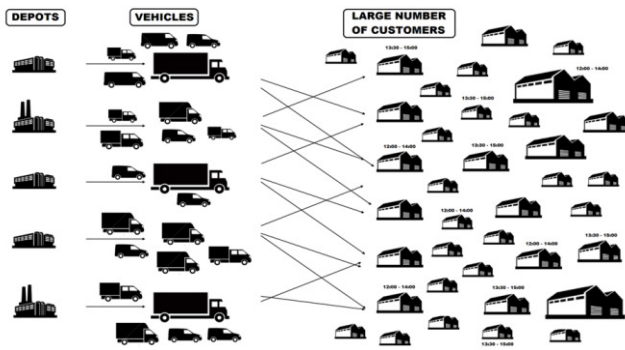 DEPOTS
VEHICLES
LARGE NUMBER
OF CUSTOMERS
13:30 - 15:00
12:00 - 14:00
13:30 - 15:00
12:00 - 14:00
13:30 - 15:00
12:00 - 14:00
13:30 - 15:00
12:00 - 14:00
12:00 - 14:00
13:30 - 15:00
13:30 - 15:00